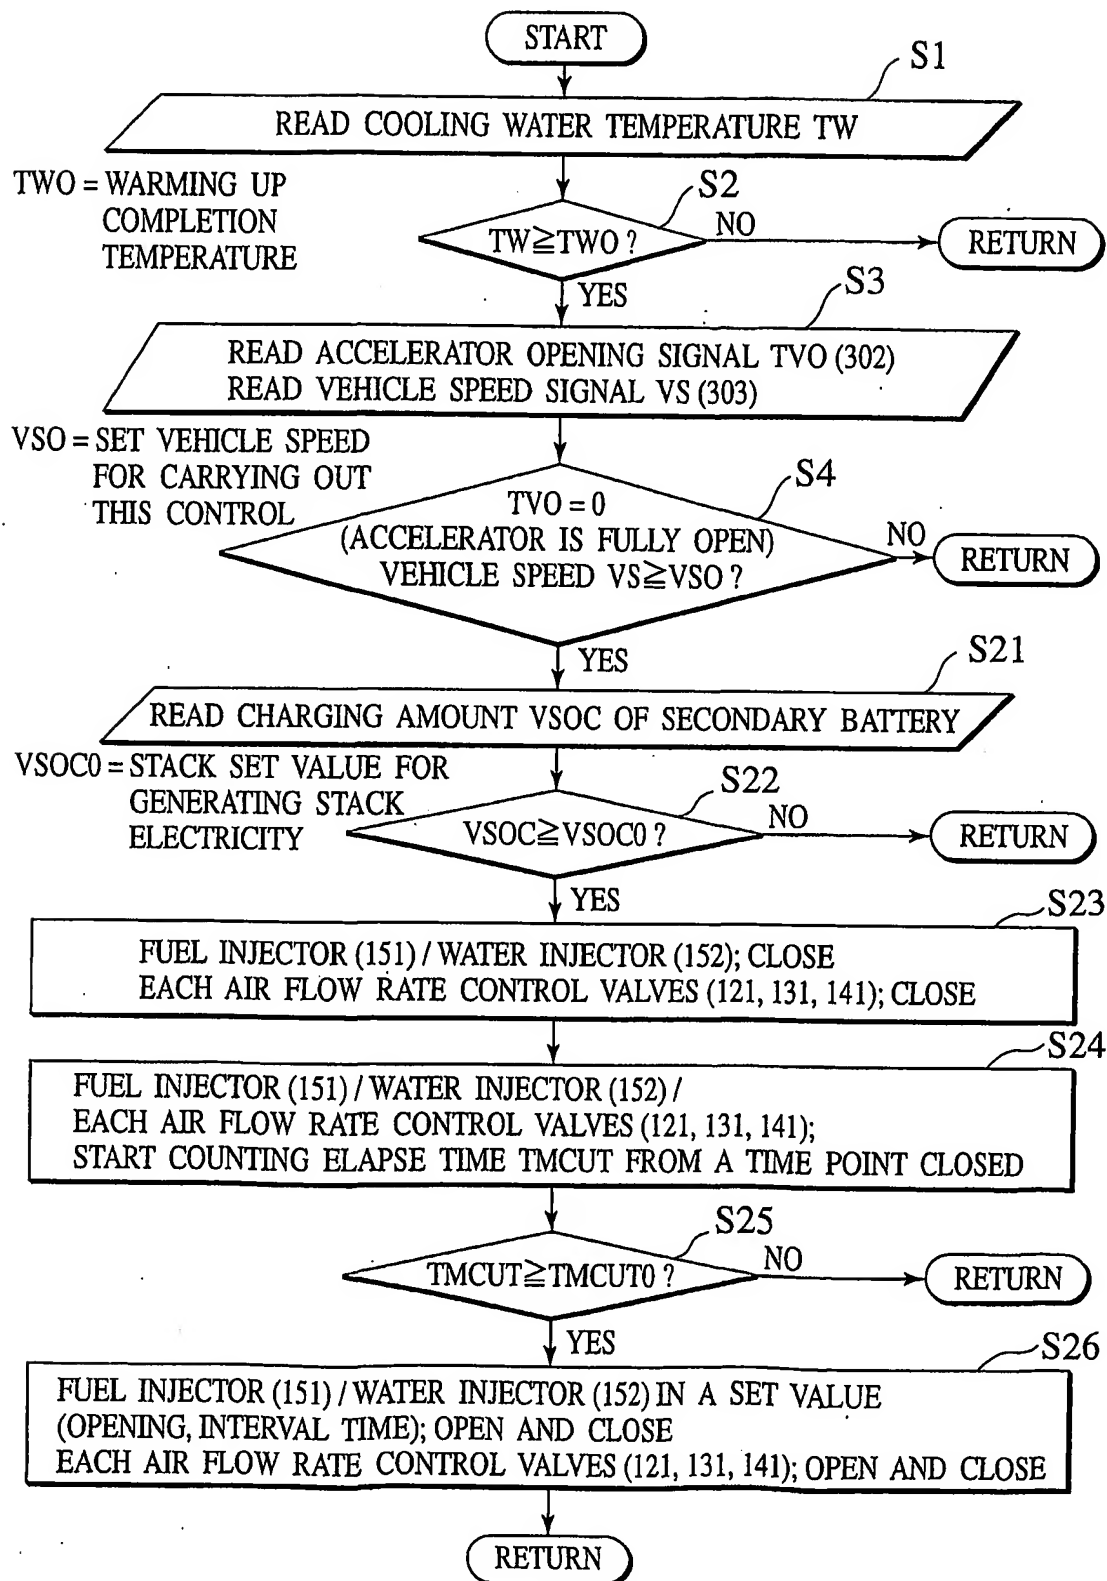 START
S1
READ COOLING WATER TEMPERATURE TW
TWO = WARMING UP
COMPLETION
TEMPERATURE
S2
TW≧TWO ?
NO
RETURN
YES
S3
READ ACCELERATOR OPENING SIGNAL TVO (302)
READ VEHICLE SPEED SIGNAL VS (303)
VSO = SET VEHICLE SPEED
FOR CARRYING OUT
THIS CONTROL
S4
TVO = 0
(ACCELERATOR IS FULLY OPEN)
VEHICLE SPEED VS≧VSO ?
NO
RETURN
YES
S21
READ CHARGING AMOUNT VSOC OF SECONDARY BATTERY
VSOC0 = STACK SET VALUE FOR
GENERATING STACK
ELECTRICITY
S22
VSOC≧VSOC0 ?
NO
RETURN
YES
S23
FUEL INJECTOR (151) / WATER INJECTOR (152); CLOSE
EACH AIR FLOW RATE CONTROL VALVES (121, 131, 141); CLOSE
S24
FUEL INJECTOR (151) / WATER INJECTOR (152) /
EACH AIR FLOW RATE CONTROL VALVES (121, 131, 141);
START COUNTING ELAPSE TIME TMCUT FROM A TIME POINT CLOSED
S25
TMCUT≧TMCUT0 ?
NO
RETURN
YES
S26
FUEL INJECTOR (151) / WATER INJECTOR (152) IN A SET VALUE
(OPENING, INTERVAL TIME); OPEN AND CLOSE
EACH AIR FLOW RATE CONTROL VALVES (121, 131, 141); OPEN AND CLOSE
RETURN